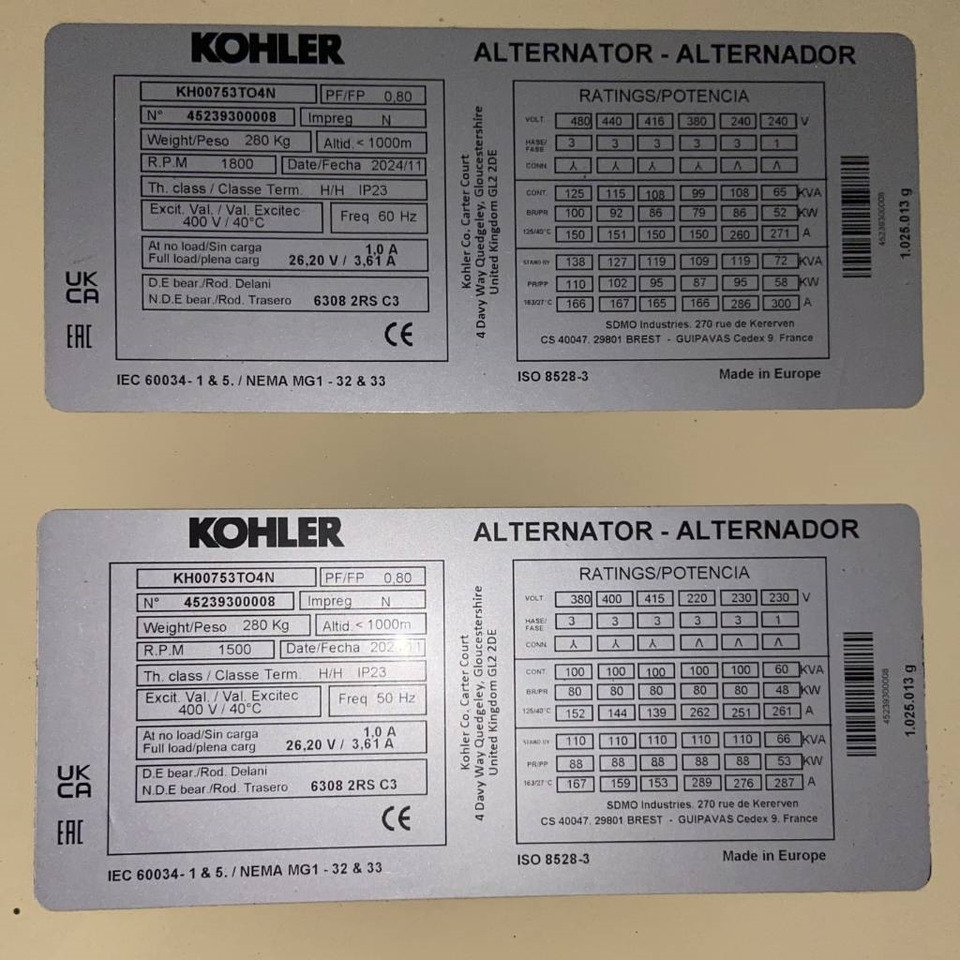 KOHLER
ALTERNATOR - ALTERNADOR
KH00753TO4N PF/FP 0,80
N° 45239300008 Impreg N
Weight/Peso 280 Kg Altid.< 1000m
R.P.M 1800 Date/Fecha 2024/11
Th. class / Classe Term. H/H IP23
Excit. Val. / Val. Excitec
400 V / 40°C Freq 60 Hz
At no load/Sin carga 1,0 A
Full load/plena carg 26,20 V / 3,61 A
D.E bear./Rod. Delani
N.D.E bear./Rod. Trasero 6308 2RS C3
UK
CA
EAC
CE
IEC 60034- 1 & 5. / NEMA MG1 - 32 & 33
Kohler Co. Carter Court
4 Davy Way Quedgeley, Gloucestershire
United Kingdom GL2 2DE
RATINGS/POTENCIA
VOLT 480 440 416 380 240 240 V
HASE/
FASE 3 3 3 3 3 1
CONN. Y Y Y Y Λ Λ
CONT. 125 115 108 99 108 65 KVA
BR/PR 100 92 86 79 86 52 KW
125/40°C 150 151 150 150 260 271 A
STAND BY 138 127 119 109 119 72 KVA
PR/PP 110 102 95 87 95 58 KW
163/27°C 166 167 165 166 286 300 A
SDMO Industries. 270 rue de Kererven
CS 40047. 29801 BREST - GUIPAVAS Cedex 9. France
ISO 8528-3 Made in Europe
45239300008
1.025.013 g
KOHLER
ALTERNATOR - ALTERNADOR
KH00753TO4N PF/FP 0,80
N° 45239300008 Impreg N
Weight/Peso 280 Kg Altid.< 1000m
R.P.M 1500 Date/Fecha 202 11
Th. class / Classe Term. H/H IP23
Excit. Val. / Val. Excitec
400 V / 40°C Freq 50 Hz
At no load/Sin carga 1,0 A
Full load/plena carg 26,20 V / 3,61 A
D.E bear./Rod. Delani
N.D.E bear./Rod. Trasero 6308 2RS C3
UK
CA
EAC
CE
IEC 60034- 1 & 5. / NEMA MG1 - 32 & 33
Kohler Co. Carter Court
4 Davy Way Quedgeley, Gloucestershire
United Kingdom GL2 2DE
RATINGS/POTENCIA
VOLT 380 400 415 220 230 230 V
HASE/
FASE 3 3 3 3 3 1
CONN. Y Y Y Λ Λ Λ
CONT. 100 100 100 100 100 60 KVA
BR/PR 80 80 80 80 80 48 KW
125/40°C 152 144 139 262 251 261 A
STAND BY 110 110 110 110 110 66 KVA
PR/PP 88 88 88 88 88 53 KW
163/27°C 167 159 153 289 276 287 A
SDMO Industries. 270 rue de Kererven
CS 40047. 29801 BREST - GUIPAVAS Cedex 9. France
ISO 8528-3 Made in Europe
45239300008
1.025.013 g